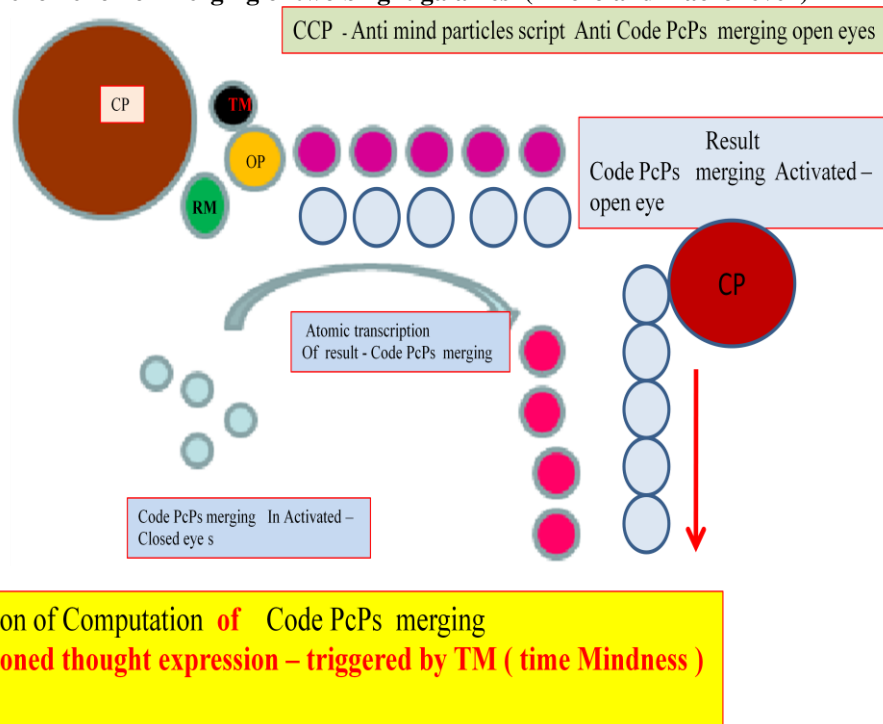 CCP - Anti mind particles script Anti Code PcPs merging open eyes
CP
TM
OP
RM
Result
Code PcPs merging Activated –
open eye
CP
Atomic transcription
Of result - Code PcPs merging
Code PcPs merging In Activated –
Closed eye s
on of Computation of Code PcPs merging
oned thought expression – triggered by TM ( time Mindness )